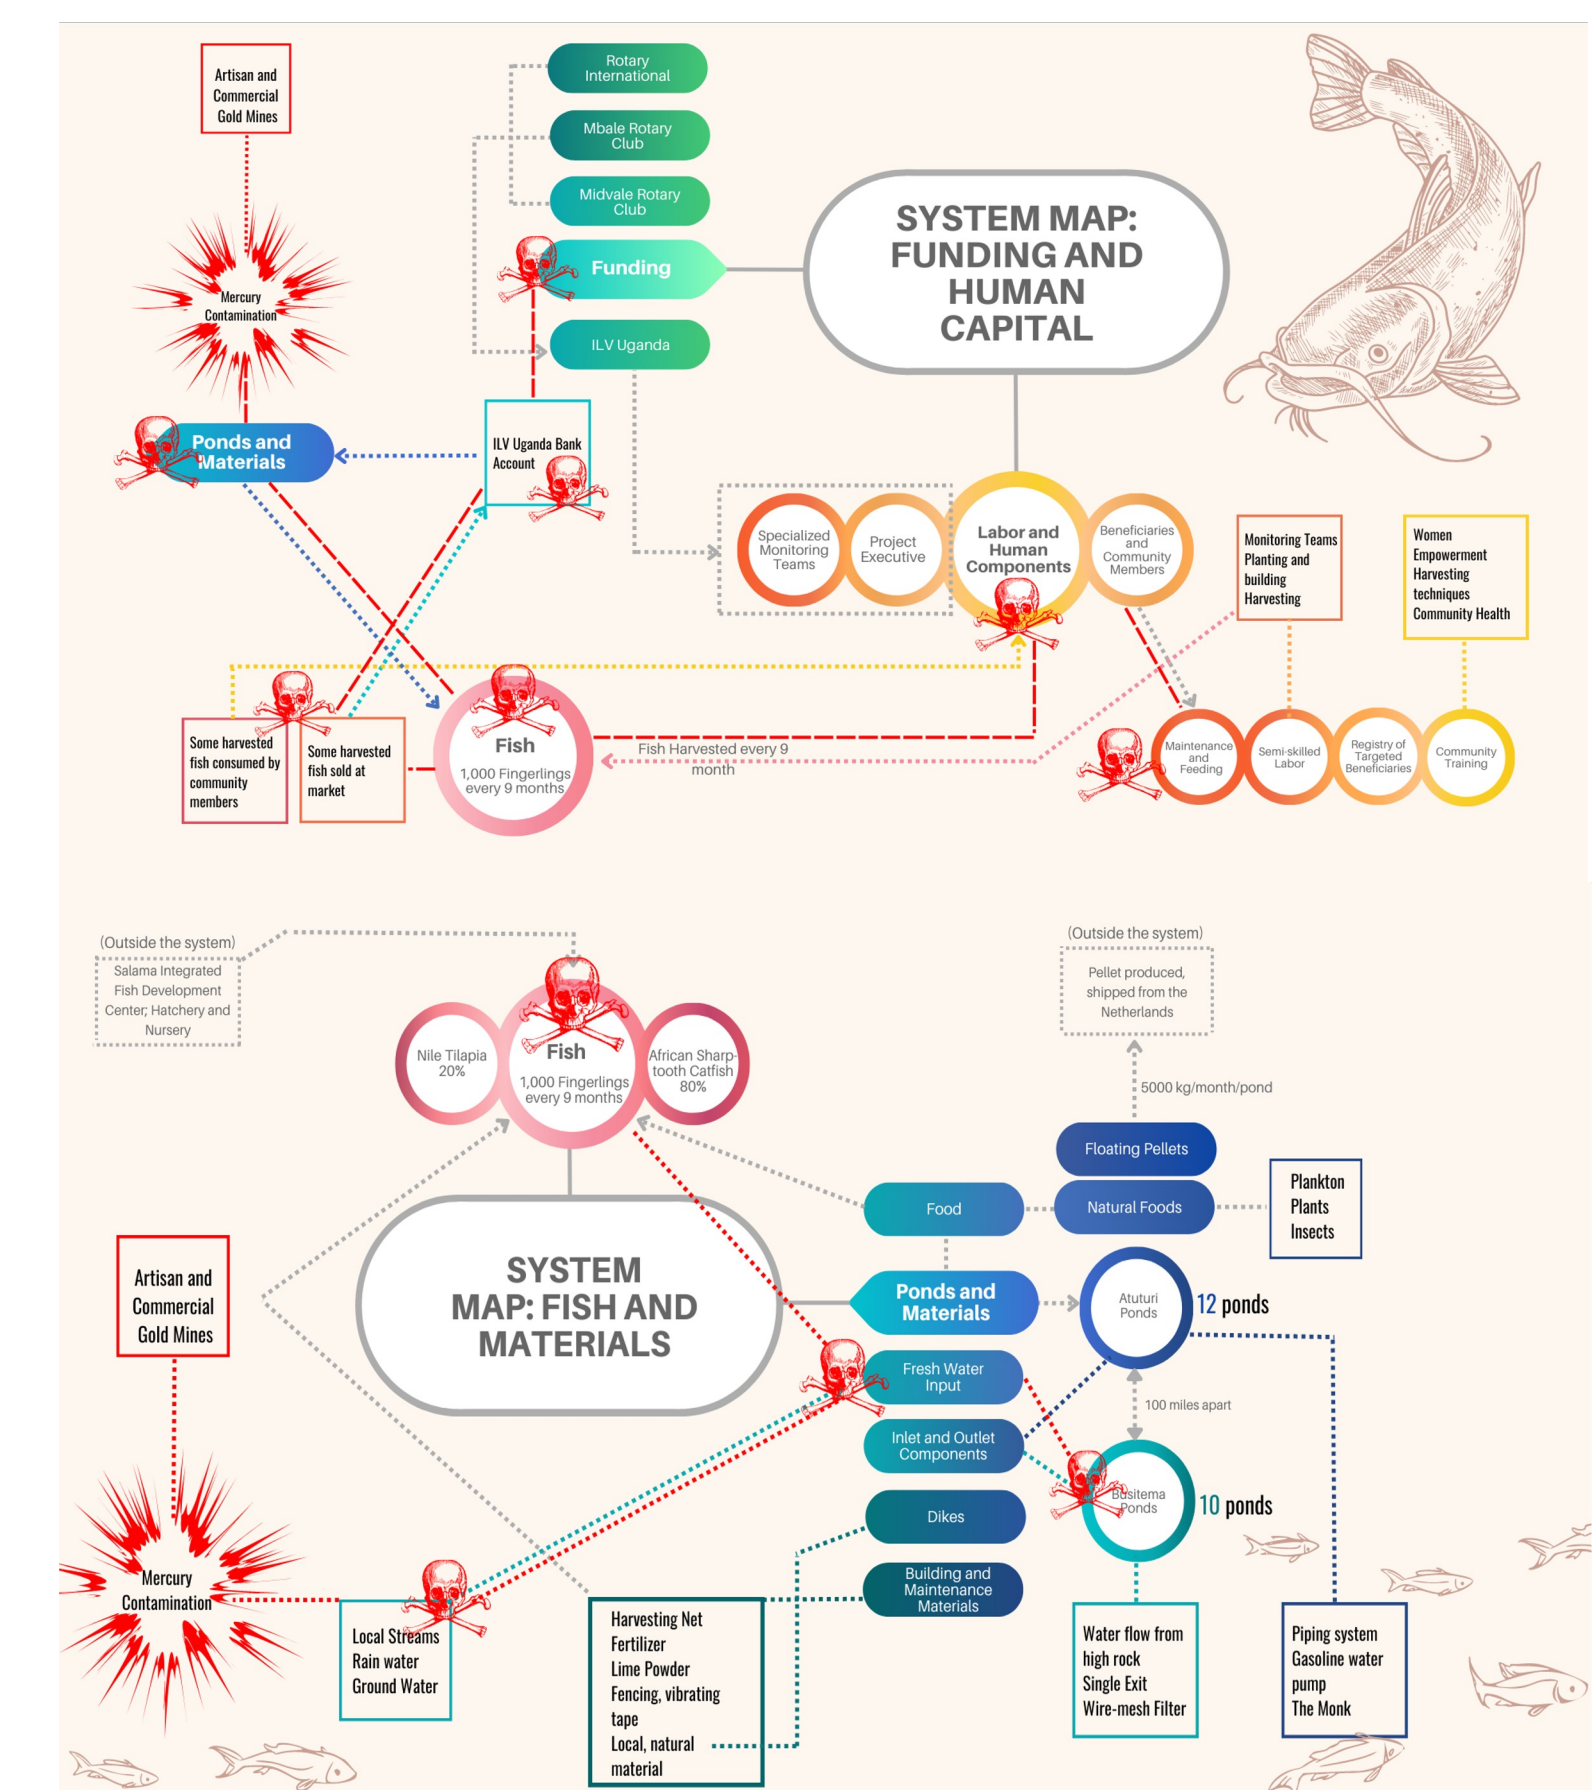 Artisan and
Commercial
Gold Mines
Mercury
Contamination
Rotary
International
Mbale Rotary
Club
Midvale Rotary
Club
Funding
ILV Uganda
SYSTEM MAP:
FUNDING AND
HUMAN
CAPITAL
Ponds and
Materials
ILV Uganda Bank
Account
Specialized
Monitoring
Teams
Project
Executive
Labor and
Human
Components
Beneficiaries
and
Community
Members
Monitoring Teams
Planting and
building
Harvesting
Women
Empowerment
Harvesting
techniques
Community Health
Some harvested
fish consumed by
community
members
Some harvested
fish sold at
market
Fish
1,000 Fingerlings
every 9 months
Fish Harvested every 9
month
Maintenance
and
Feeding
Semi-skilled
Labor
Registry of
Targeted
Beneficiaries
Community
Training
(Outside the system)
Salama Integrated
Fish Development
Center; Hatchery and
Nursery
Nile Tilapia
20%
Fish
1,000 Fingerlings
every 9 months
African Sharp-
tooth Catfish
80%
(Outside the system)
Pellet produced,
shipped from the
Netherlands
5000 kg/month/pond
Floating Pellets
Food
Natural Foods
Plankton
Plants
Insects
SYSTEM
MAP: FISH AND
MATERIALS
Ponds and
Materials
Atuturi
Ponds
12 ponds
Artisan and
Commercial
Gold Mines
Fresh Water
Input
100 miles apart
Inlet and Outlet
Components
Busitema
Ponds
10 ponds
Dikes
Building and
Maintenance
Materials
Mercury
Contamination
Local Streams
Rain water
Ground Water
Harvesting Net
Fertilizer
Lime Powder
Fencing, vibrating
tape
Local, natural
material
Water flow from
high rock
Single Exit
Wire-mesh Filter
Piping system
Gasoline water
pump
The Monk